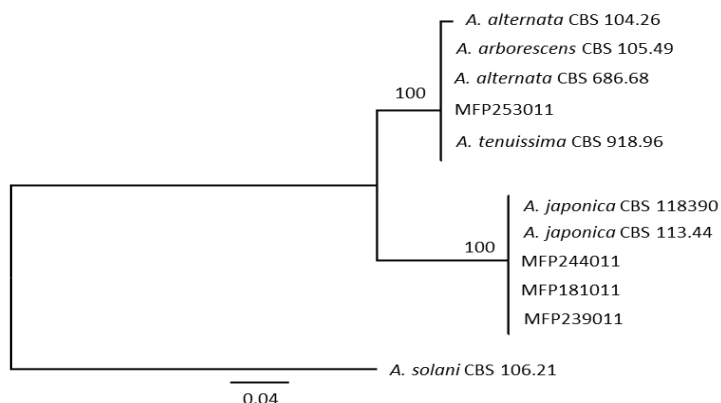 A. alternata CBS 104.26
A. arborescens CBS 105.49
A. alternata CBS 686.68
100
MFP253011
A. tenuissima CBS 918.96
A. japonica CBS 118390
A. japonica CBS 113.44
100
MFP244011
MFP181011
MFP239011
A. solani CBS 106.21
0.04